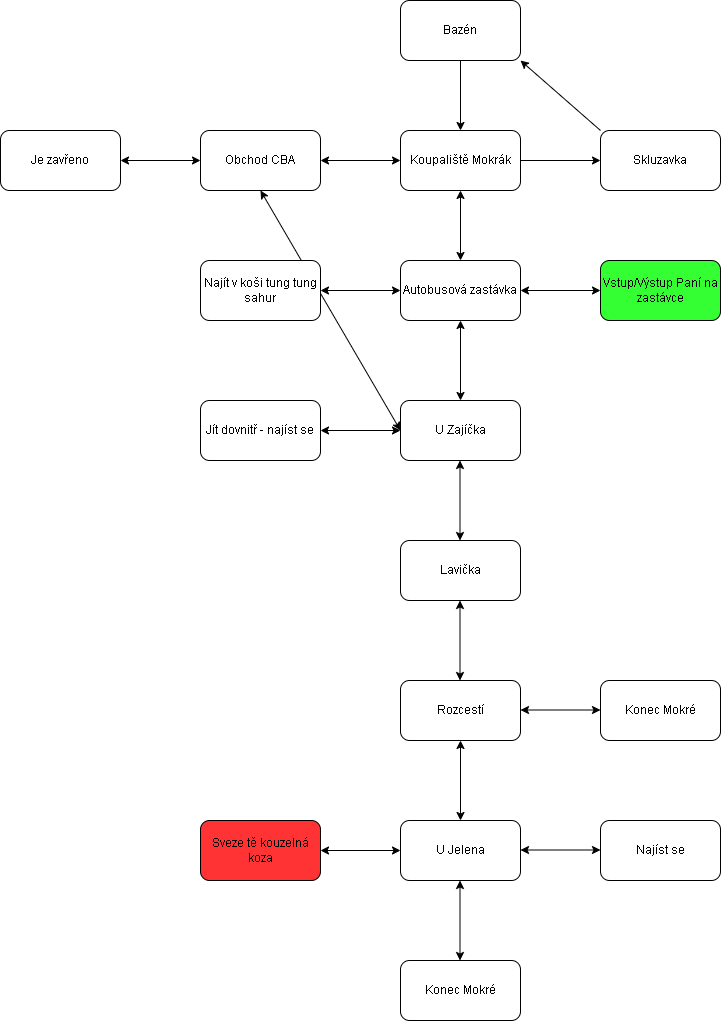 Bazén
Je zavřeno
Obchod CBA
Koupaliště Mokrák
Skluzavka
Najít v koši tung tung
sahur
Autobusová zastávka
Vstup/Výstup Paní na
zastávce
Jít dovnitř - najíst se
U Zajíčka
Lavička
Rozcestí
Konec Mokré
Sveze tě kouzelná
koza
U Jelena
Najíst se
Konec Mokré